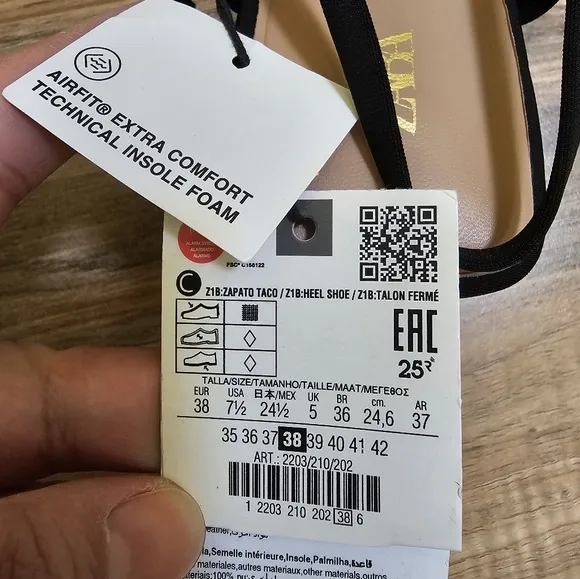 AIRFIT® EXTRA COMFORT
TECHNICAL INSOLE FOAM
ZARA
FSC® C155122
C Z1B:ZAPATO TACO / Z1B:HEEL SHOE / Z1B:TALON FERMÉ
EAC
TALLA/SIZE/TAMANHO/TAILLE/MAAT/ΜΕΓΕΘΟΣ
EUR USA 日本/MEX UK BR cm. AR
38 7½ 24½ 5 36 24,6 37
35 36 37 38 39 40 41 42
ART.: 2203/210/202
1 2203 210 202 38 6
Semelle intérieure,Insole,Palmilha,
materiales,autres materiaux,other materials,outros